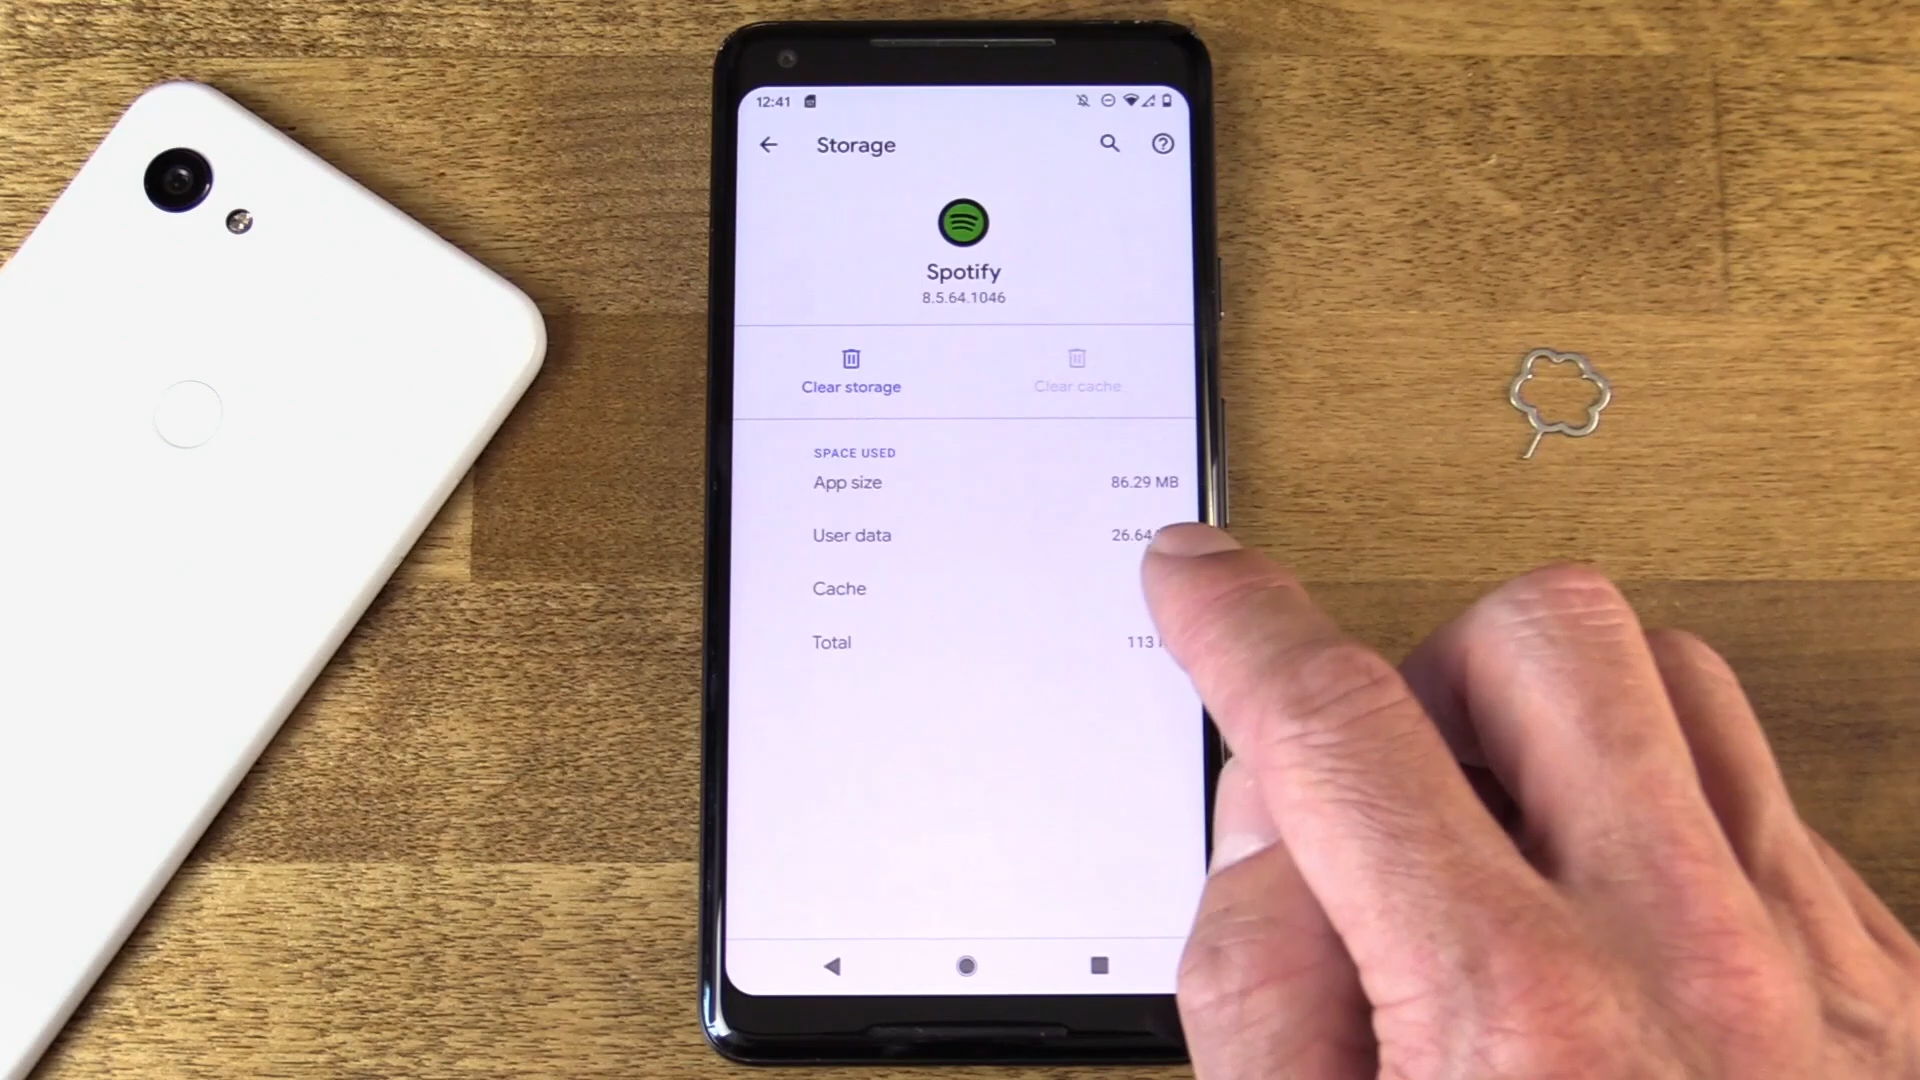 12:41
Storage
Spotify
8.5.64.1046
Clear storage
Clear cache
SPACE USED
App size 86.29 MB
User data 26.64
Cache
Total 113